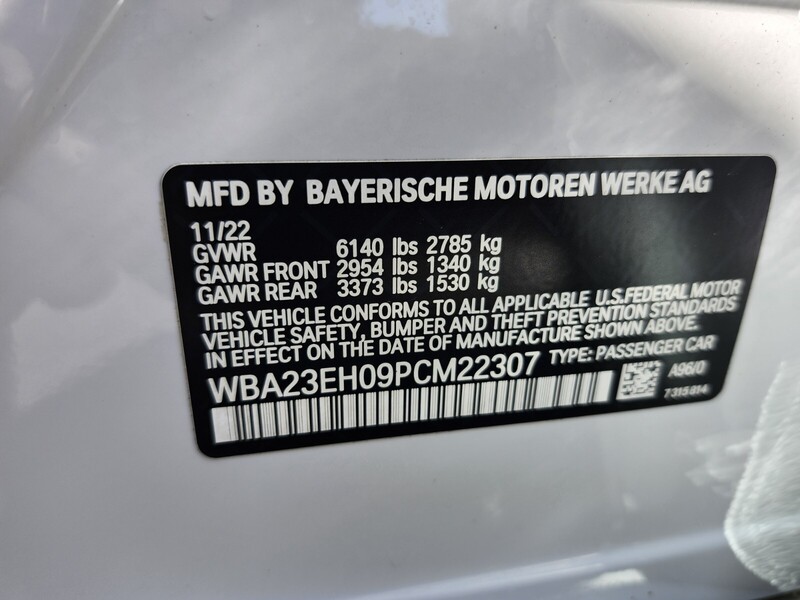 MFD BY BAYERISCHE MOTOREN WERKE AG
11/22
GVWR 6140 lbs 2785 kg
GAWR FRONT 2954 lbs 1340 kg
GAWR REAR 3373 lbs 1530 kg
THIS VEHICLE CONFORMS TO ALL APPLICABLE U.S.FEDERAL MOTOR
VEHICLE SAFETY, BUMPER AND THEFT PREVENTION STANDARDS
IN EFFECT ON THE DATE OF MANUFACTURE SHOWN ABOVE.
WBA23EH09PCM22307 TYPE: PASSENGER CAR
A96/0
7315814